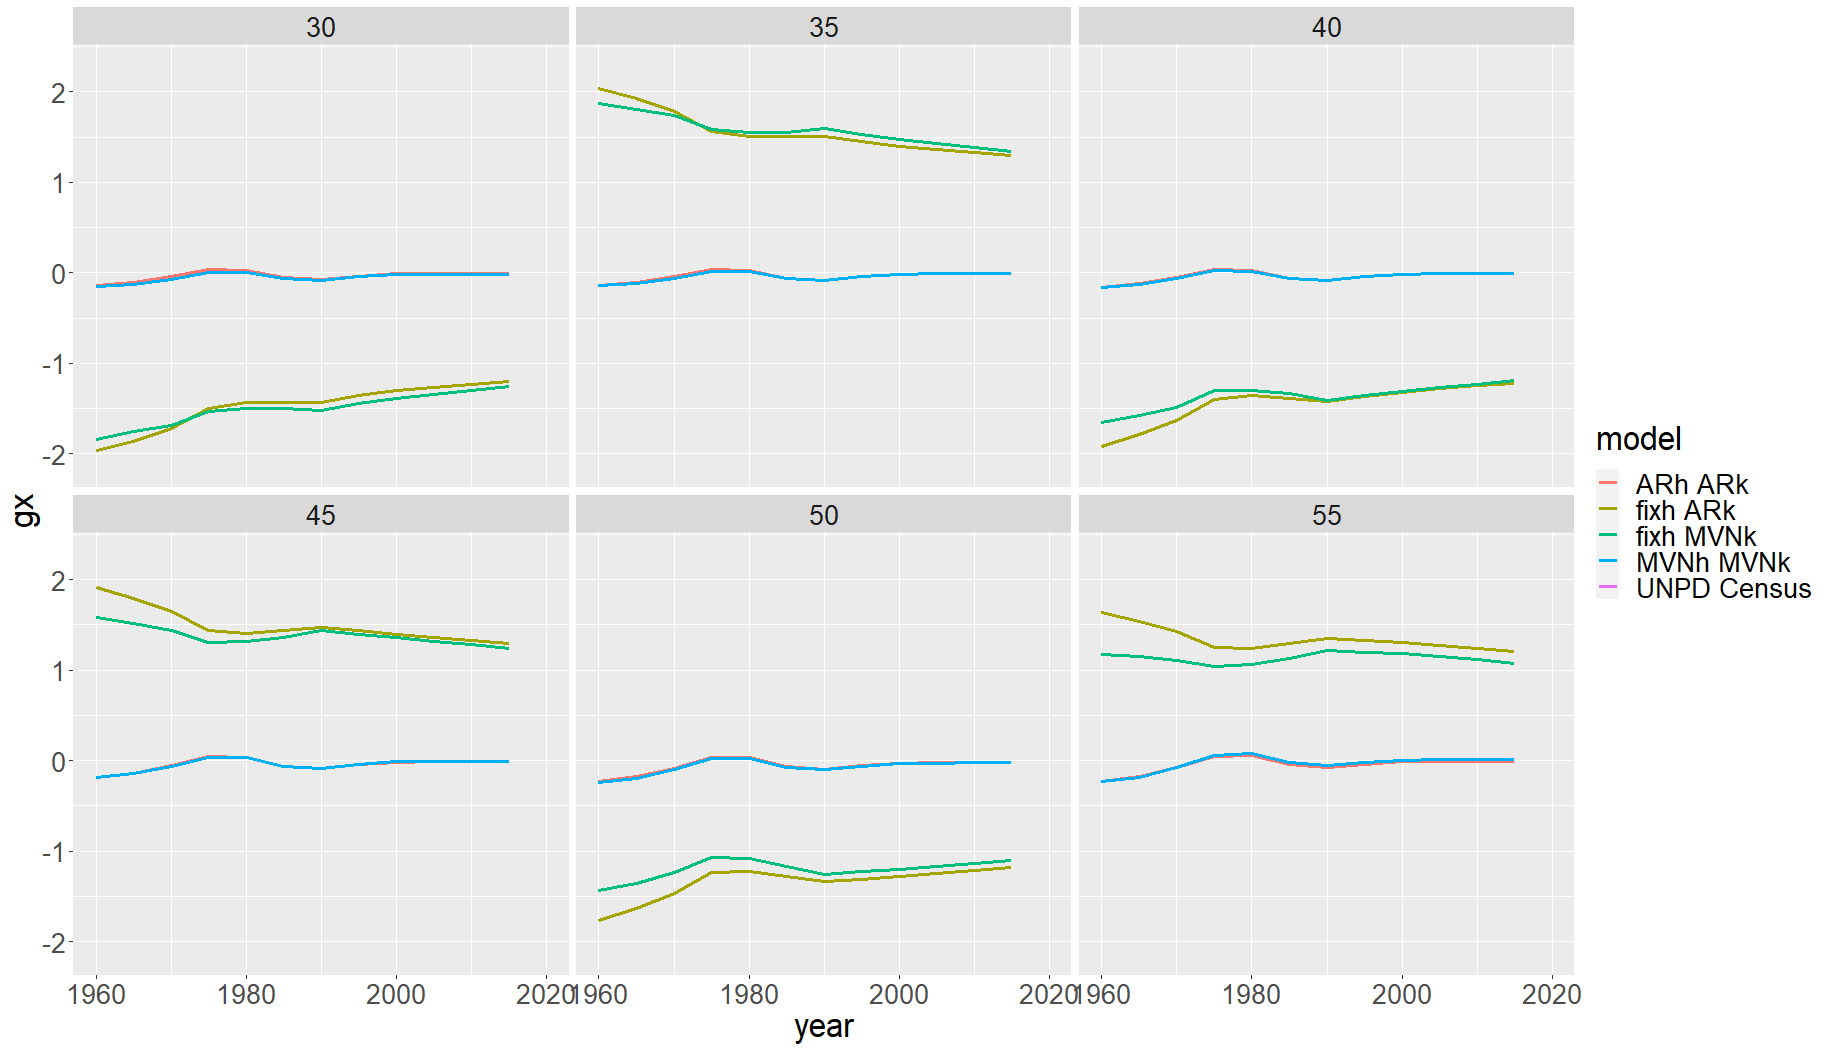 30 35 40
2
1
0
-1
-2
45 50 55
2
1
0
-1
-2
gx
1960 1980 2000 2020 1960 1980 2000 2020 1960 1980 2000 2020
year
model
ARh ARk
fixh ARk
fixh MVNk
MVNh MVNk
UNPD Census